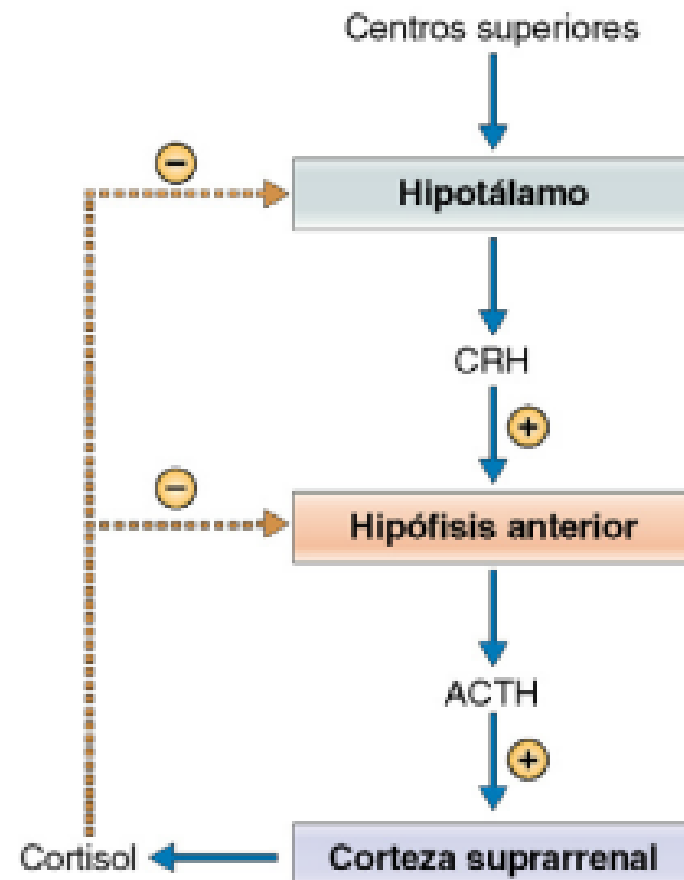 Centros superiores
−
Hipotálamo
CRH
+
−
Hipófisis anterior
ACTH
+
Cortisol
Corteza suprarrenal